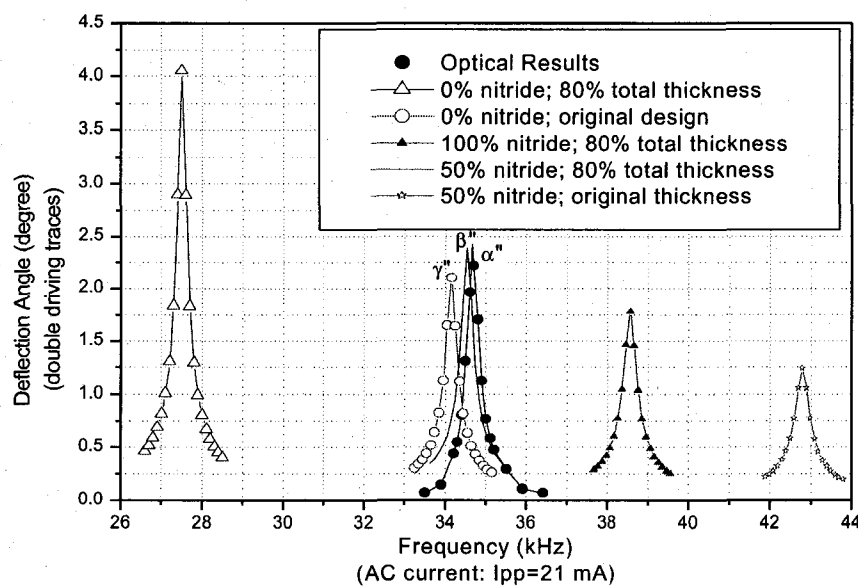 4.5
4.0
3.5
3.0
2.5
2.0
1.5
1.0
0.5
0.0
Deflection Angle (degree)
(double driving traces)
Optical Results
0% nitride; 80% total thickness
0% nitride; original design
100% nitride; 80% total thickness
50% nitride; 80% total thickness
50% nitride; original thickness
γ"
β"
α"
26 28 30 32 34 36 38 40 42 44
Frequency (kHz)
(AC current: Ipp=21 mA)